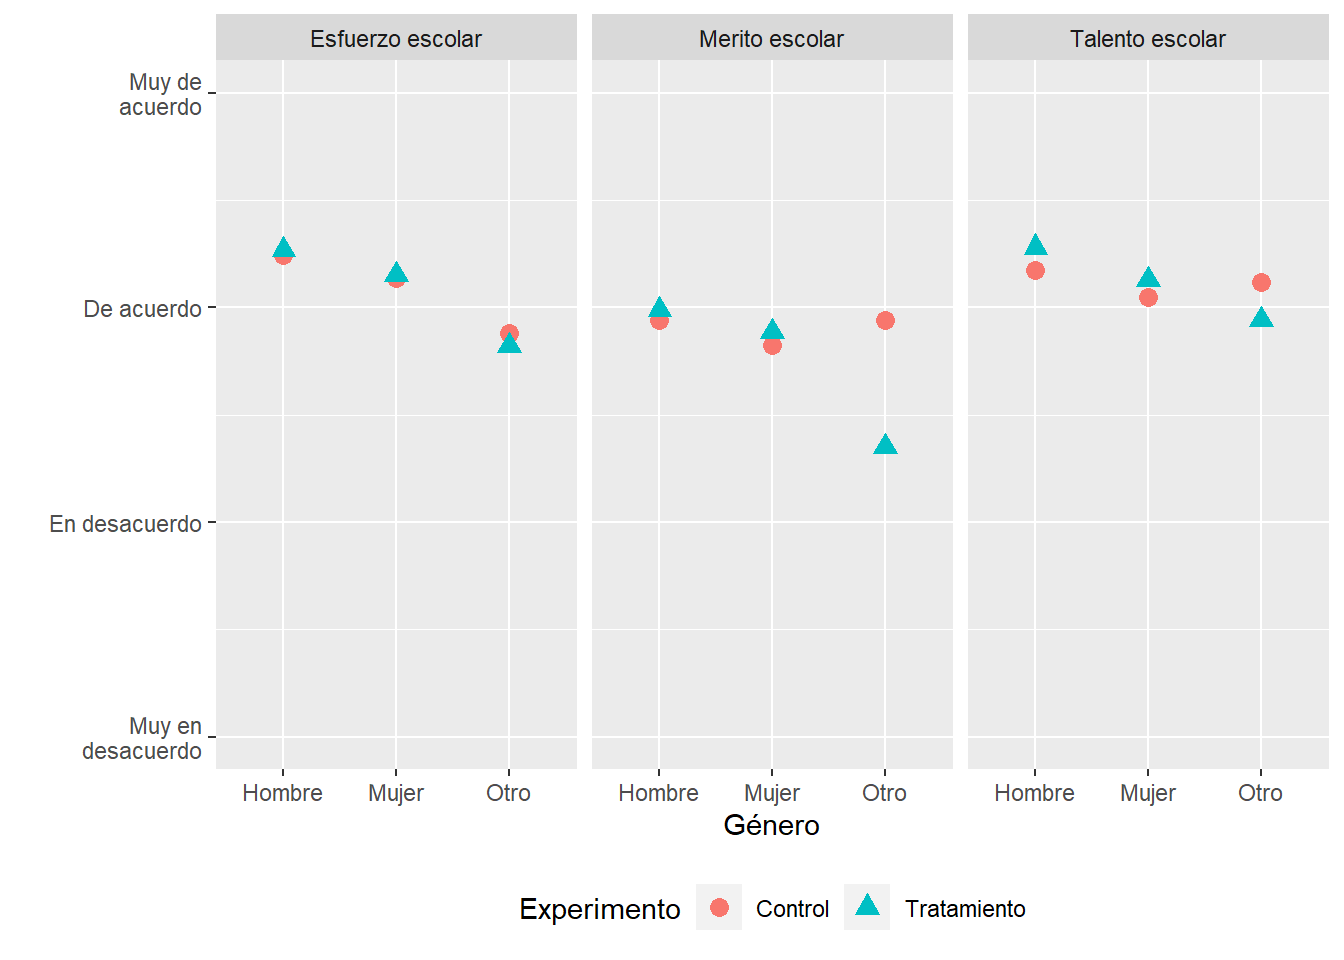 Esfuerzo escolar
Merito escolar
Talento escolar
Muy de
acuerdo
De acuerdo
En desacuerdo
Muy en
desacuerdo
Hombre
Mujer
Otro
Hombre
Mujer
Otro
Hombre
Mujer
Otro
Género
Experimento
Control
Tratamiento